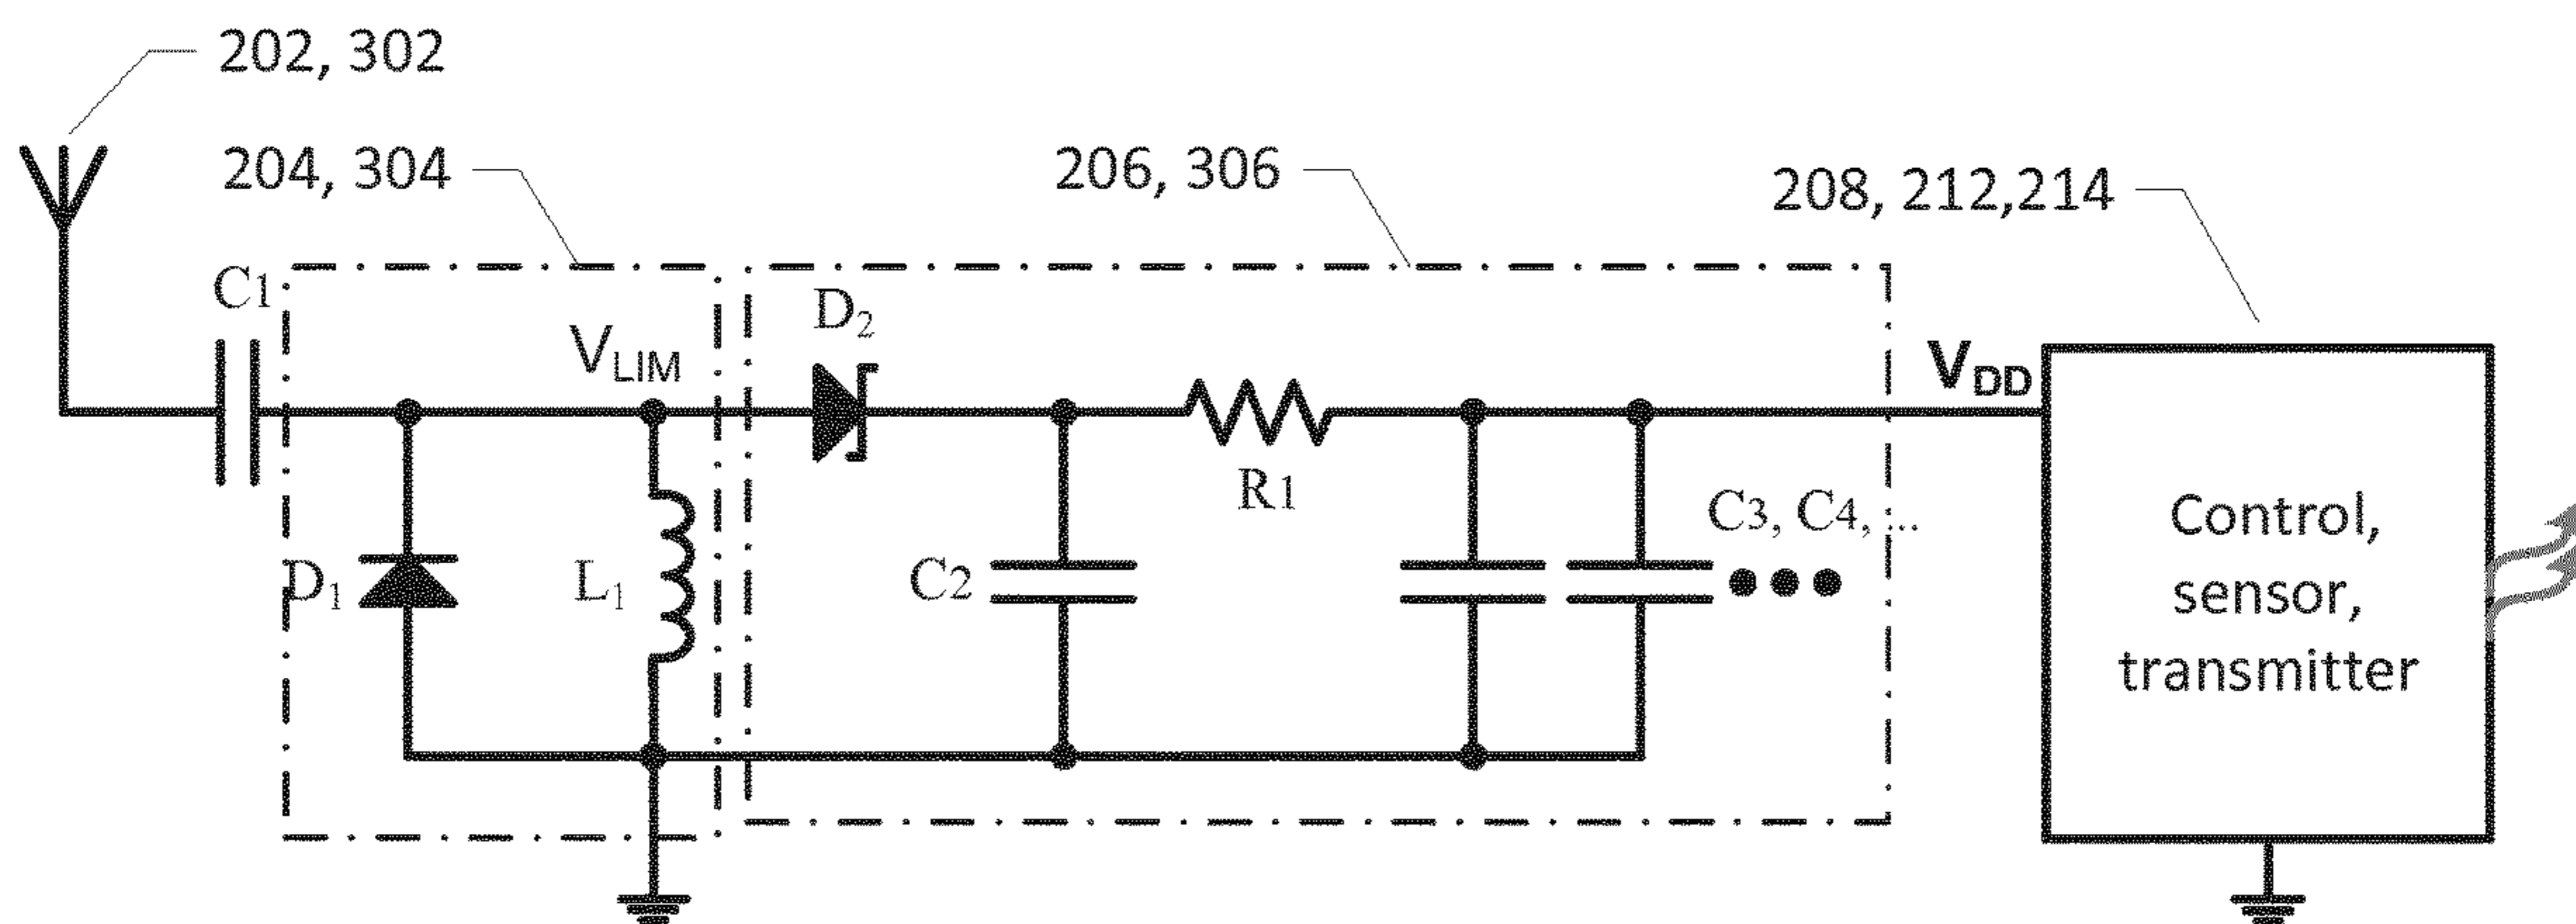 202, 302
204, 304
206, 306
208, 212,214
C1
VLIM
D2
VDD
R1
C3, C4, ...
D1
L1
C2
Control,
sensor,
transmitter